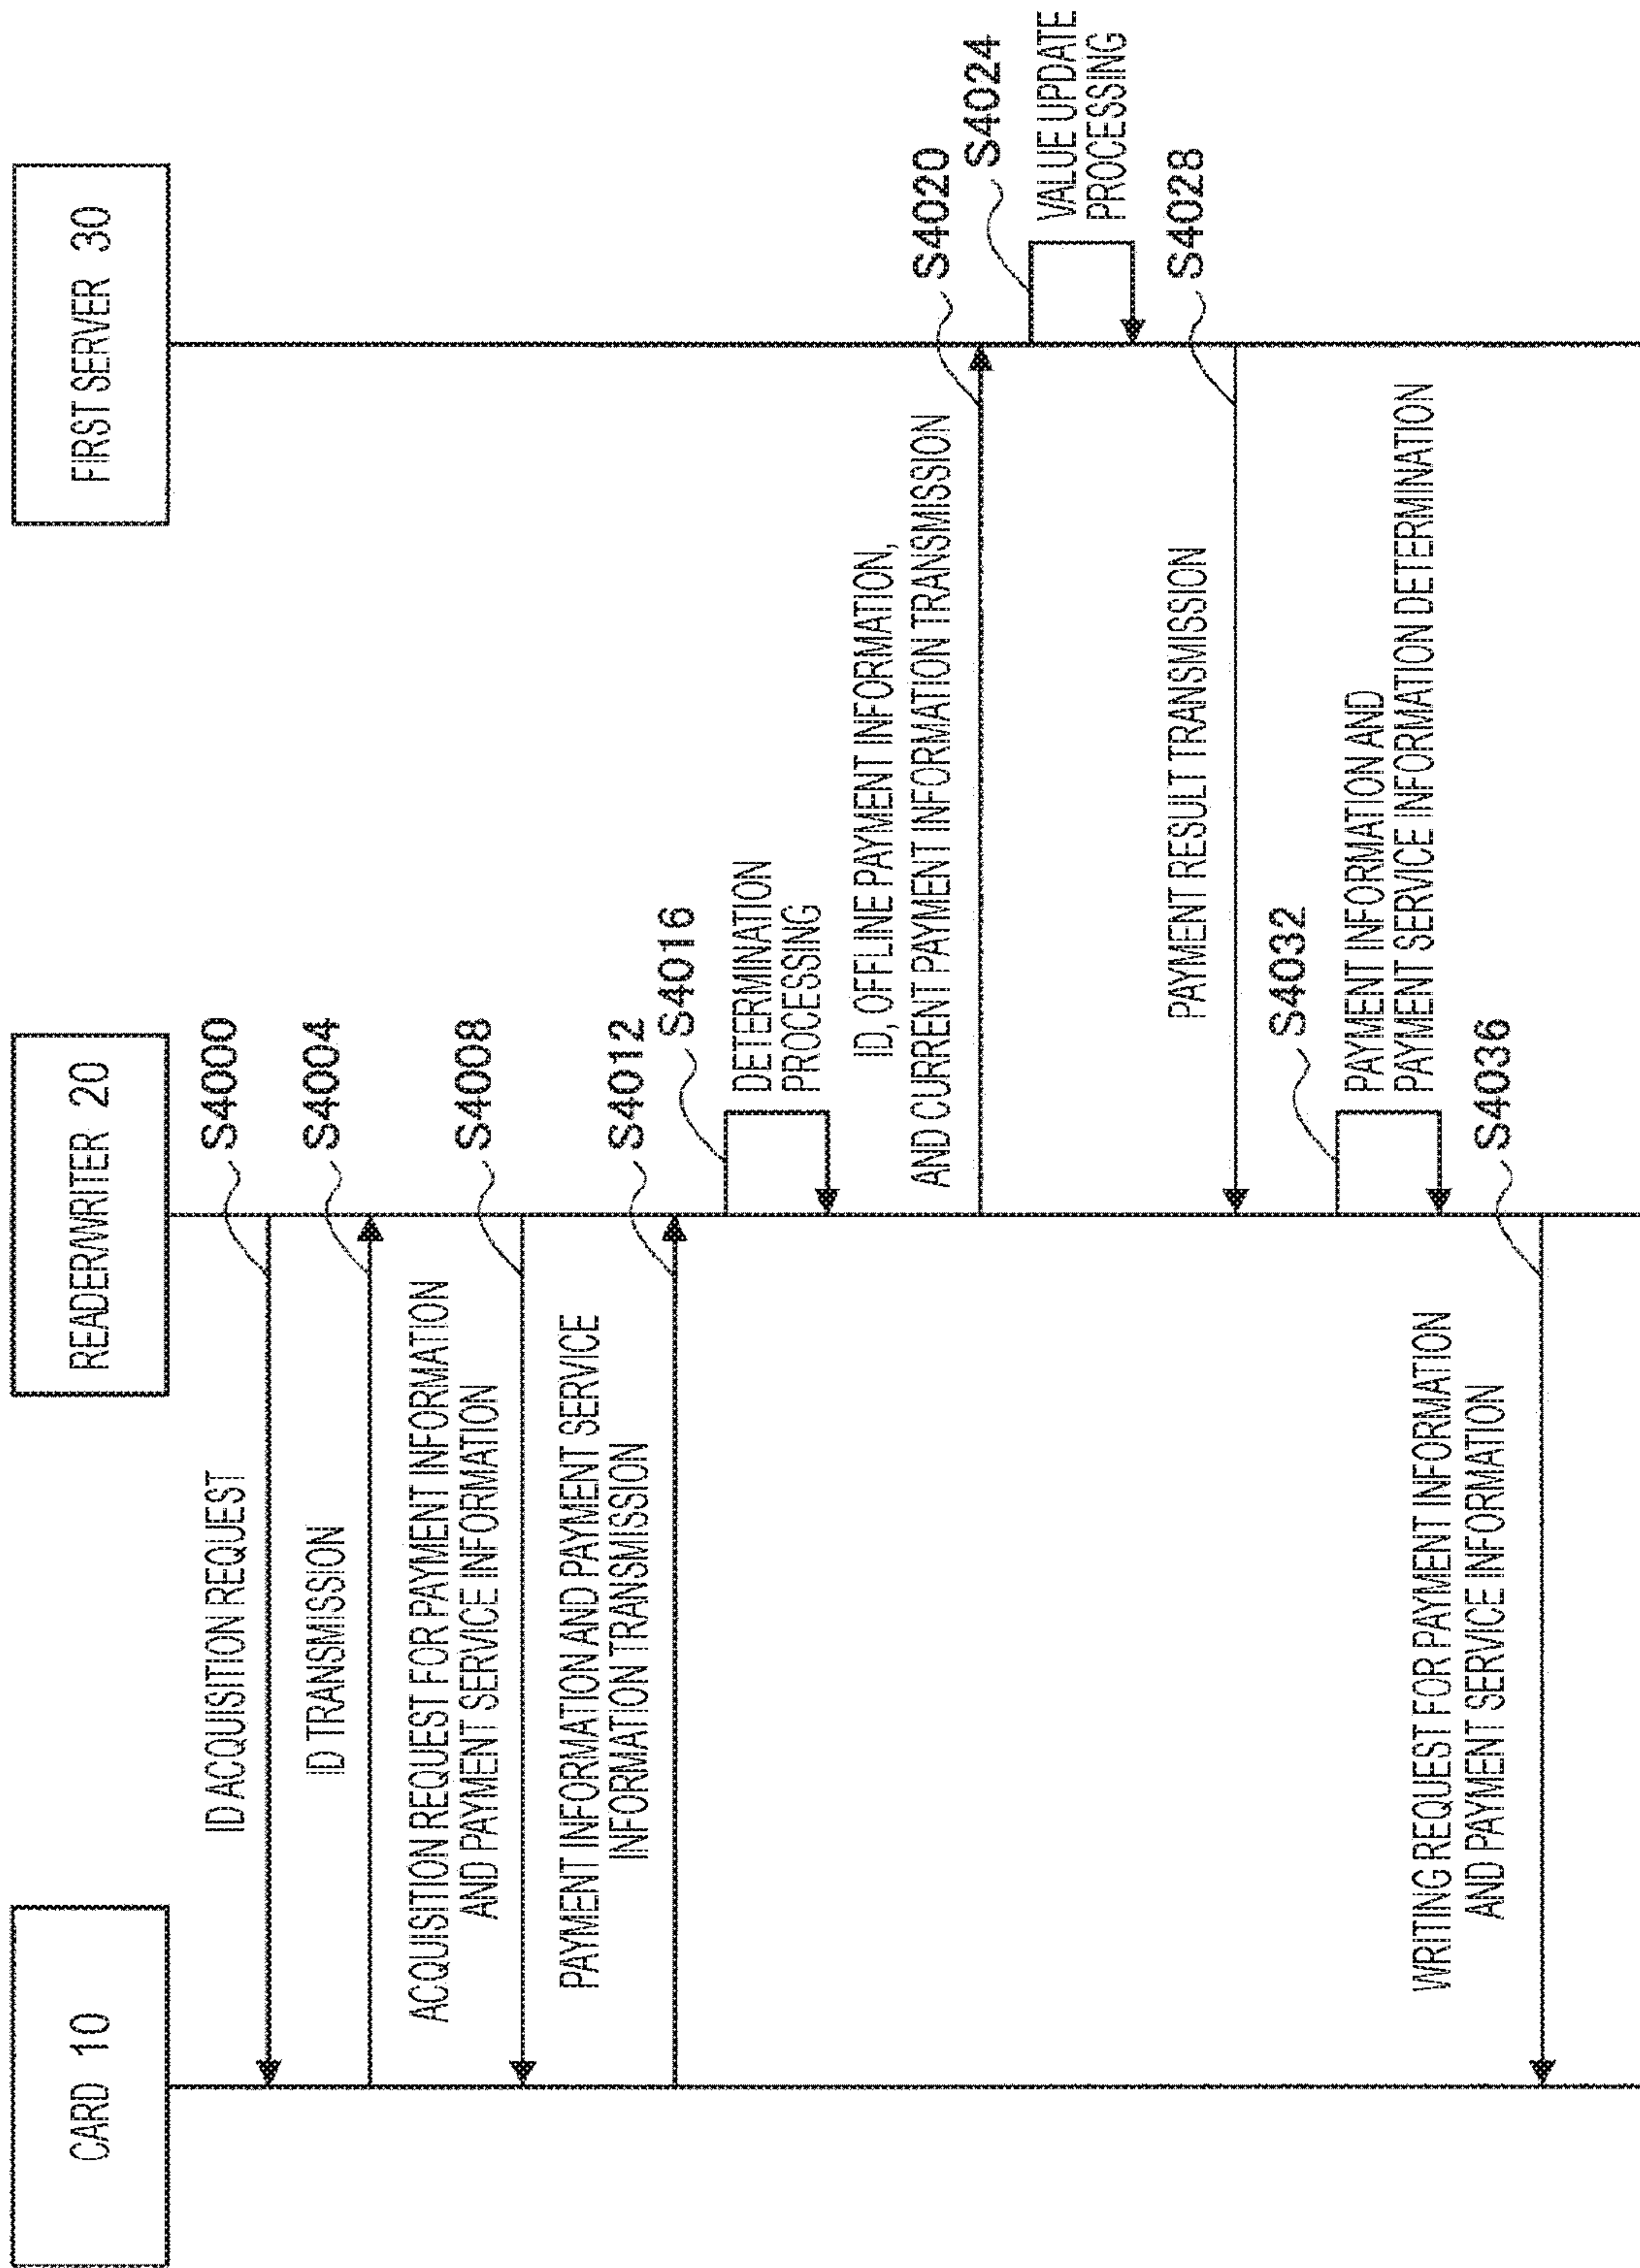 CARD 10
READER/WRITER 20
FIRST SERVER 30
S4000
ID ACQUISITION REQUEST
S4004
ID TRANSMISSION
S4008
ACQUISITION REQUEST FOR PAYMENT INFORMATION
AND PAYMENT SERVICE INFORMATION
S4012
PAYMENT INFORMATION AND PAYMENT SERVICE
INFORMATION TRANSMISSION
S4016
DETERMINATION
PROCESSING
S4020
ID, OFFLINE PAYMENT INFORMATION,
AND CURRENT PAYMENT INFORMATION TRANSMISSION
S4024
VALUE UPDATE
PROCESSING
S4028
PAYMENT RESULT TRANSMISSION
S4032
PAYMENT INFORMATION AND
PAYMENT SERVICE INFORMATION DETERMINATION
S4036
WRITING REQUEST FOR PAYMENT INFORMATION
AND PAYMENT SERVICE INFORMATION